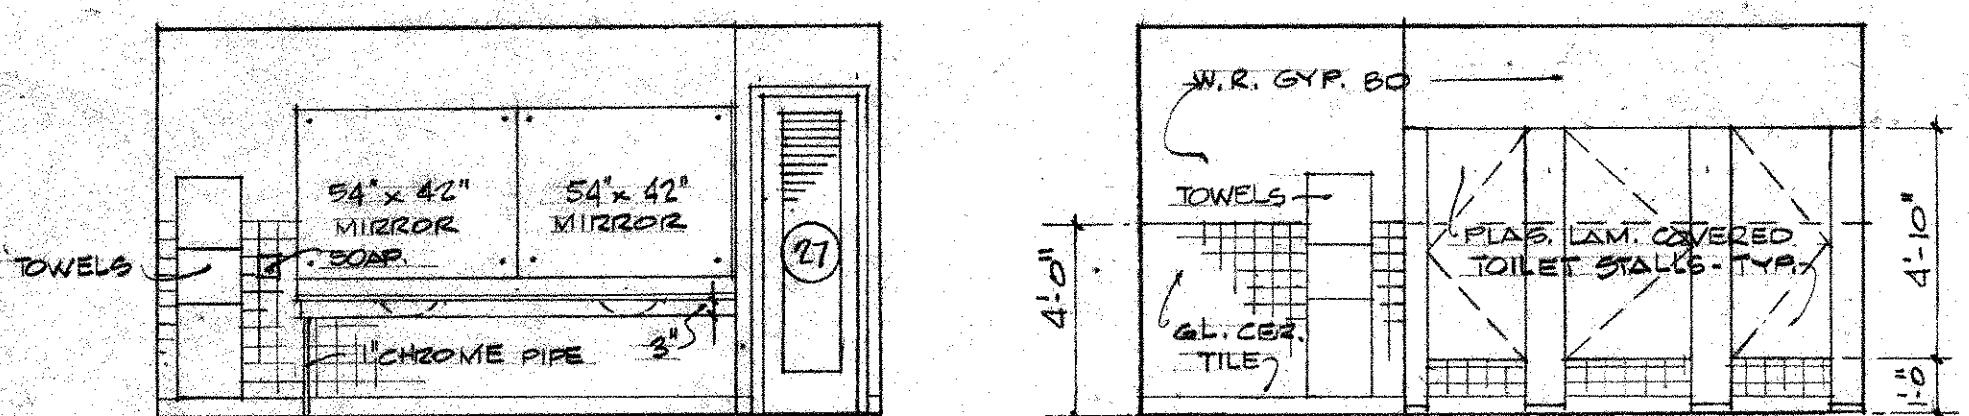 54" x 42"
MIRROR
54" x 42"
MIRROR
SOAP.
TOWELS
27
1" CHROME PIPE
3"
W.R. GYP. BD
TOWELS
4'-0"
GL. CER.
TILE
PLAS. LAM. COVERED
TOILET STALLS - TYP.
4'-10"
1'-0"